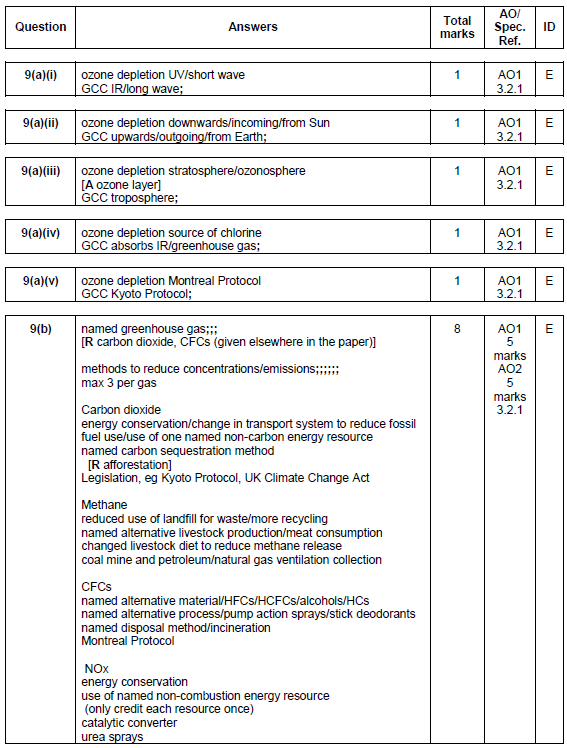 Question Answers Total marks AO/ Spec. Ref. ID
9(a)(i) ozone depletion UV/short wave 1 AO1 E
GCC IR/long wave; 3.2.1
9(a)(ii) ozone depletion downwards/incoming/from Sun 1 AO1 E
GCC upwards/outgoing/from Earth; 3.2.1
9(a)(iii) ozone depletion stratosphere/ozonosphere 1 AO1 E
[A ozone layer] 3.2.1
GCC troposphere;
9(a)(iv) ozone depletion source of chlorine 1 AO1 E
GCC absorbs IR/greenhouse gas; 3.2.1
9(a)(v) ozone depletion Montreal Protocol 1 AO1 E
GCC Kyoto Protocol; 3.2.1
9(b) named greenhouse gas;;; 8 AO1 E
[R carbon dioxide, CFCs (given elsewhere in the paper)] 5
marks
methods to reduce concentrations/emissions;;;;;; AO2
max 3 per gas 5
marks
Carbon dioxide 3.2.1
energy conservation/change in transport system to reduce fossil
fuel use/use of one named non-carbon energy resource
named carbon sequestration method
[R afforestation]
Legislation, eg Kyoto Protocol, UK Climate Change Act
Methane
reduced use of landfill for waste/more recycling
named alternative livestock production/meat consumption
changed livestock diet to reduce methane release
coal mine and petroleum/natural gas ventilation collection
CFCs
named alternative material/HFCs/HCFCs/alcohols/HCs
named alternative process/pump action sprays/stick deodorants
named disposal method/incineration
Montreal Protocol
NOx
energy conservation
use of named non-combustion energy resource
(only credit each resource once)
catalytic converter
urea sprays